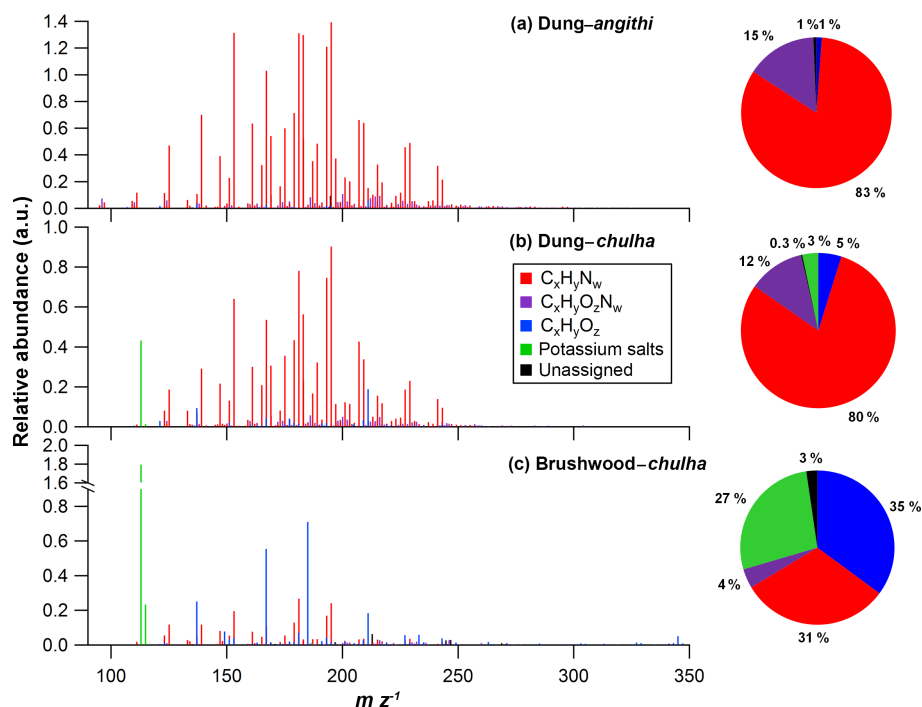 Relative abundance (a.u.)
(a) Dung–angithi
1.4
1.2
1.0
0.8
0.6
0.4
0.2
0.0
1 % 1 %
15 %
83 %
(b) Dung–chulha
1.0
0.8
0.6
0.4
0.2
0.0
CxHyNw
CxHyOzNw
CxHyOz
Potassium salts
Unassigned
0.3 % 3 % 5 %
12 %
80 %
(c) Brushwood–chulha
2.0
1.8
1.6
0.8
0.6
0.4
0.2
0.0
3 %
27 %
35 %
4 %
31 %
100 150 200 250 300 350
m z-1